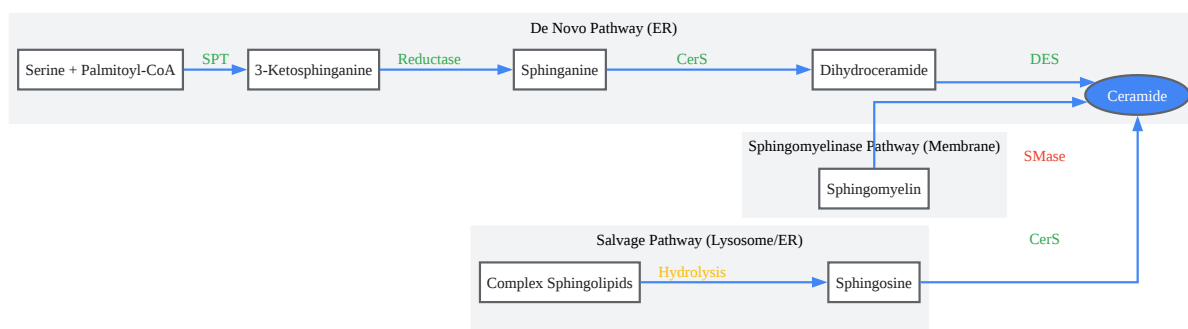 De Novo Pathway (ER)
Serine + Palmitoyl-CoA
SPT
3-Ketosphinganine
Reductase
Sphinganine
CerS
Dihydroceramide
DES
Ceramide
Sphingomyelinase Pathway (Membrane)
SMase
Sphingomyelin
Salvage Pathway (Lysosome/ER)
CerS
Complex Sphingolipids
Hydrolysis
Sphingosine